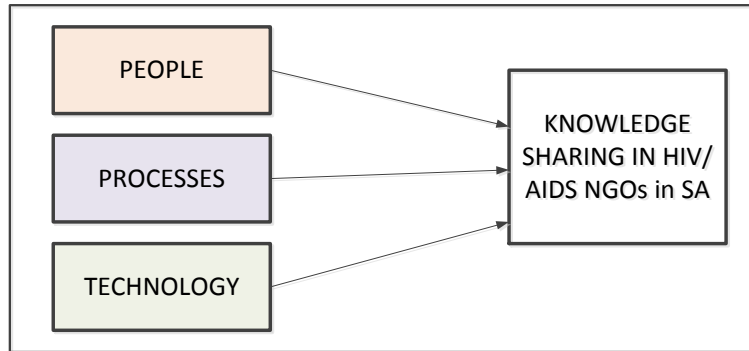 PEOPLE
PROCESSES
TECHNOLOGY
KNOWLEDGE
SHARING IN HIV/
AIDS NGOs in SA